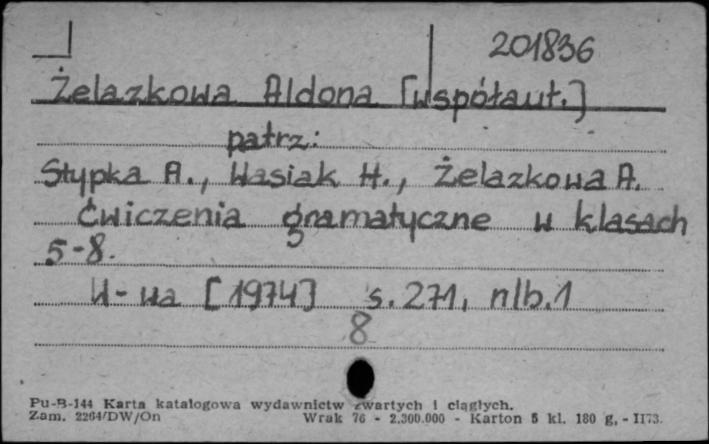 201836
Żelazkowa Aldona [współaut.]
patrz:
Stypka A., Wasiak H., Żelazkowa A.
Ćwiczenia gramatyczne w klasach
5-8.
W-wa [1974] s. 271, nlb. 1
8
Pu-B-144 Karta katalogowa wydawnictw zwartych i ciągłych.
Zam. 2264/DW/On Wrak 76 - 2.300.000 - Karton 5 kl. 180 g, - II73.